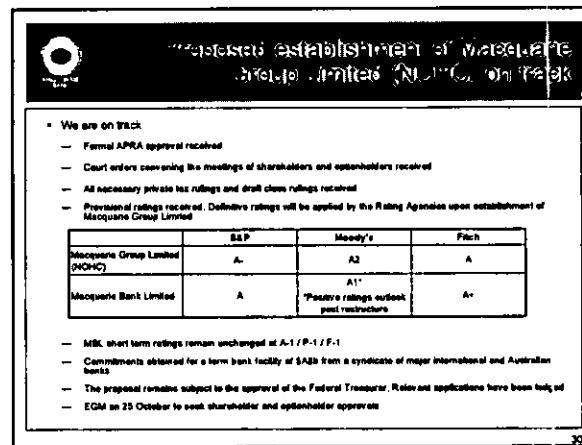 Proposed establishment of Macquarie
Group Limited (NOHC) on track
• We are on track
— Formal APRA approval received
— Court orders convening the meetings of shareholders and optionholders received
— All necessary private tax rulings and draft class rulings received
— Provisional ratings received. Definitive ratings will be applied by the Rating Agencies upon establishment of
Macquarie Group Limited
S&P Moody's Fitch
Macquarie Group Limited
(NOHC) A- A2 A
Macquarie Bank Limited A A1* A+
*Positive ratings outlook
post restructure
— MBL short term ratings remain unchanged at A-1 / P-1 / F-1
— Commitments obtained for a term bank facility of from a syndicate of major international and Australian
banks
— The proposal remains subject to the approval of the Federal Treasurer. Relevant applications have been lodged
— EGM on 25 October to seek shareholder and optionholder approvals